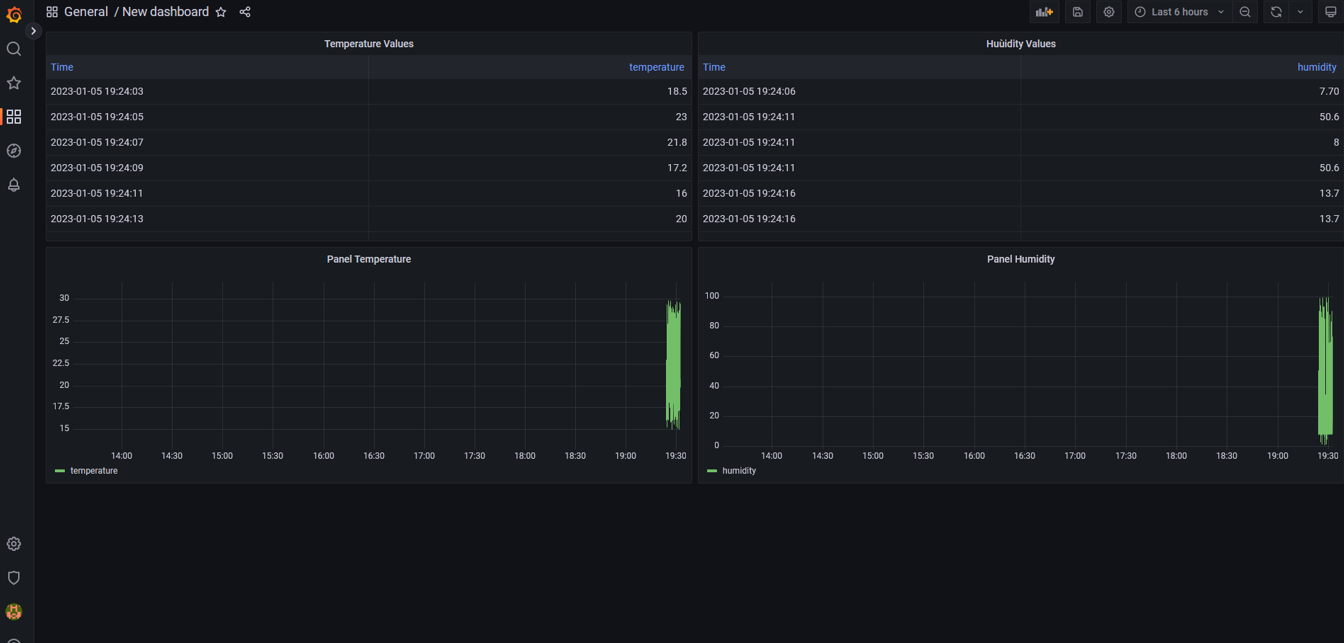 General / New dashboard
Last 6 hours
Temperature Values
Time temperature
2023-01-05 19:24:03 18.5
2023-01-05 19:24:05 23
2023-01-05 19:24:07 21.8
2023-01-05 19:24:09 17.2
2023-01-05 19:24:11 16
2023-01-05 19:24:13 20
Huùidity Values
Time humidity
2023-01-05 19:24:06 7.70
2023-01-05 19:24:11 50.6
2023-01-05 19:24:11 8
2023-01-05 19:24:11 50.6
2023-01-05 19:24:16 13.7
2023-01-05 19:24:16 13.7
Panel Temperature
30
27.5
25
22.5
20
17.5
15
14:00 14:30 15:00 15:30 16:00 16:30 17:00 17:30 18:00 18:30 19:00 19:30
temperature
Panel Humidity
100
80
60
40
20
0
14:00 14:30 15:00 15:30 16:00 16:30 17:00 17:30 18:00 18:30 19:00 19:30
humidity